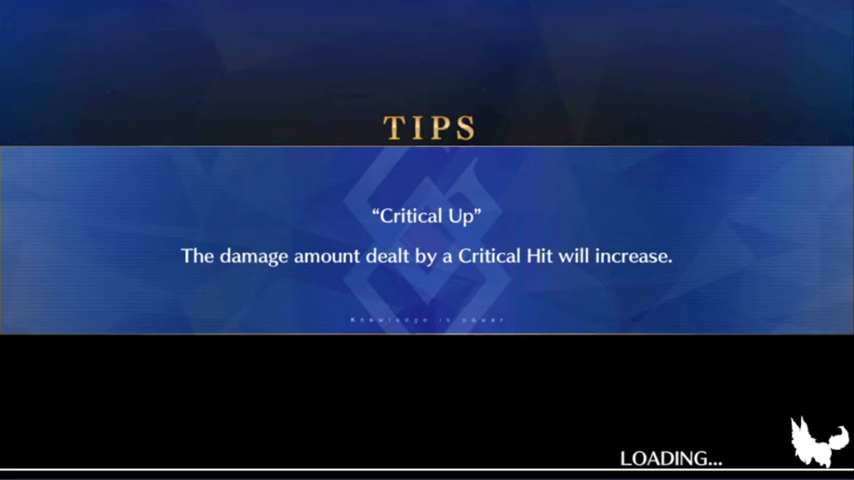 TIPS
“Critical Up”
The damage amount dealt by a Critical Hit will increase.
Knowledge is power.
LOADING...